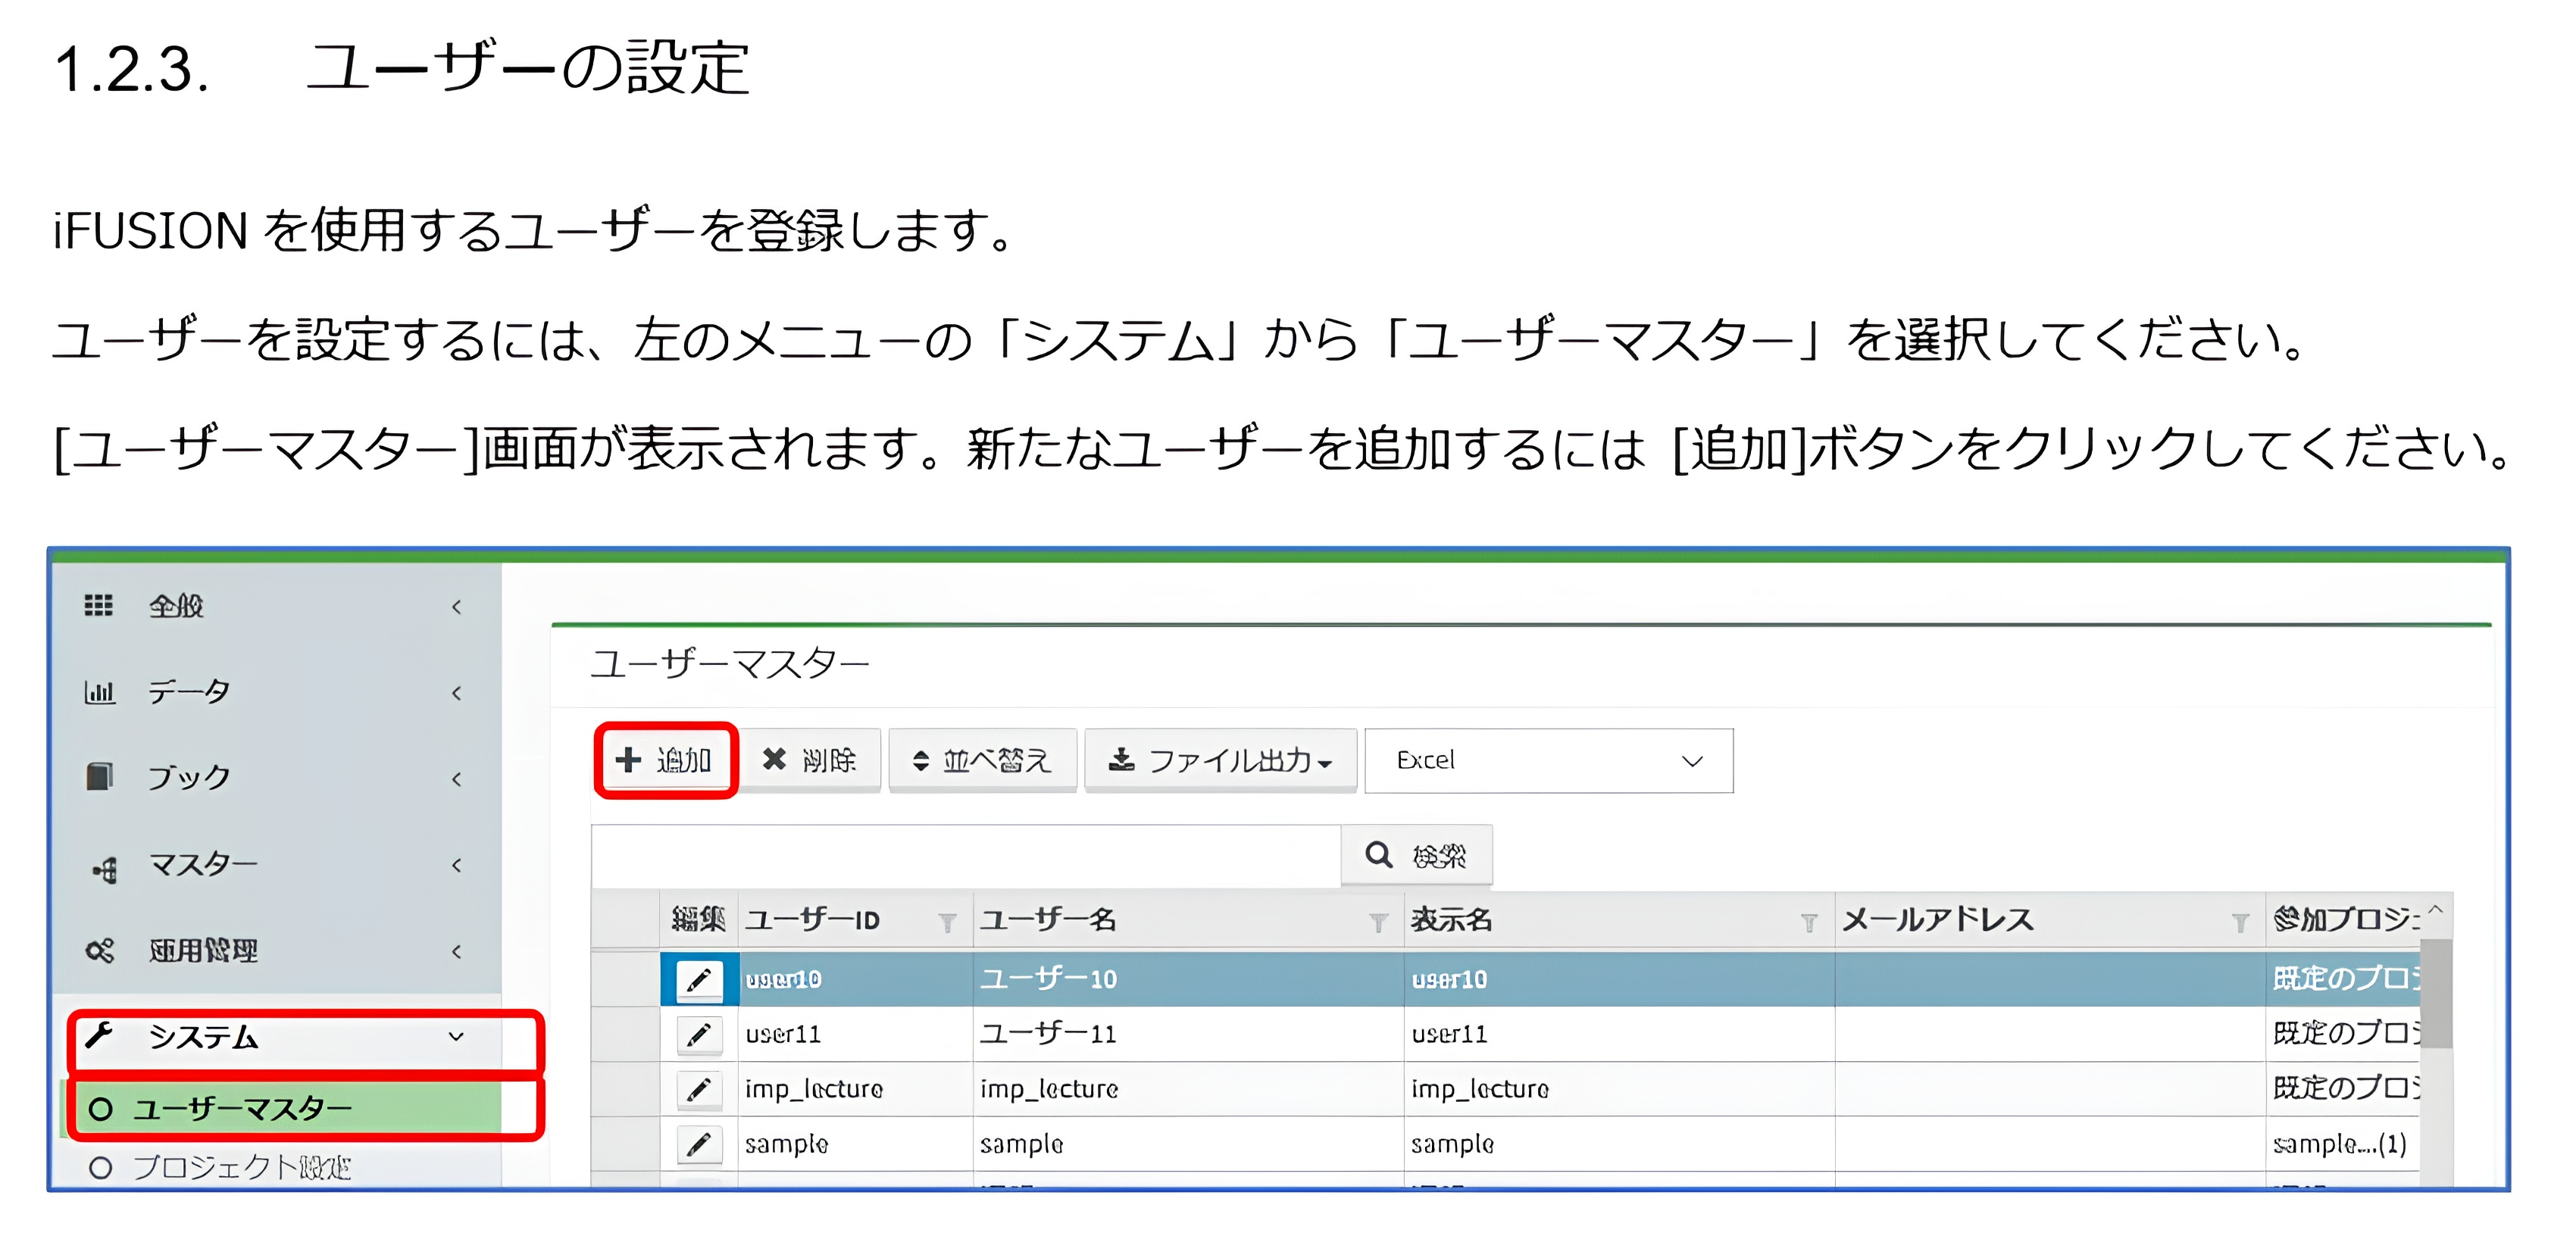 1.2.3. ユーザーの設定
iFUSION を使用するユーザーを登録します。
ユーザーを設定するには、左のメニューの「システム」から「ユーザーマスター」を選択してください。
[ユーザーマスター]画面が表示されます。新たなユーザーを追加するには [追加]ボタンをクリックしてください。
全般
データ
ブック
マスター
運用管理
システム
ユーザーマスター
プロジェクト設定
ユーザーマスター
追加 削除 並べ替え ファイル出力 Excel
検索
編集 ユーザーID ユーザー名 表示名 メールアドレス 参加プロジェ
user10 ユーザー10 user10 既定のプロジ
user11 ユーザー11 user11 既定のプロジ
imp_lecture imp_lecture imp_lecture 既定のプロジ
sample sample sample sample...(1)